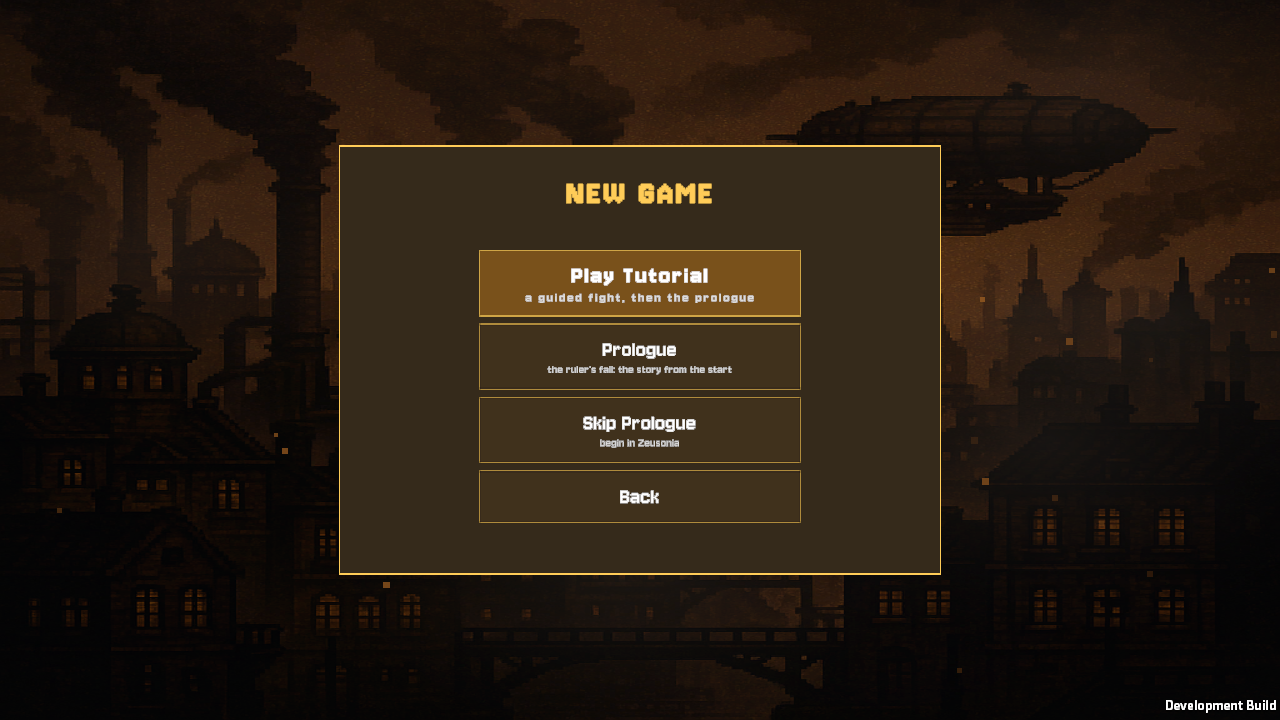 NEW GAME
Play Tutorial
a guided fight, then the prologue
Prologue
the ruler's fall: the story from the start
Skip Prologue
begin in Zeusonia
Back
Development Build